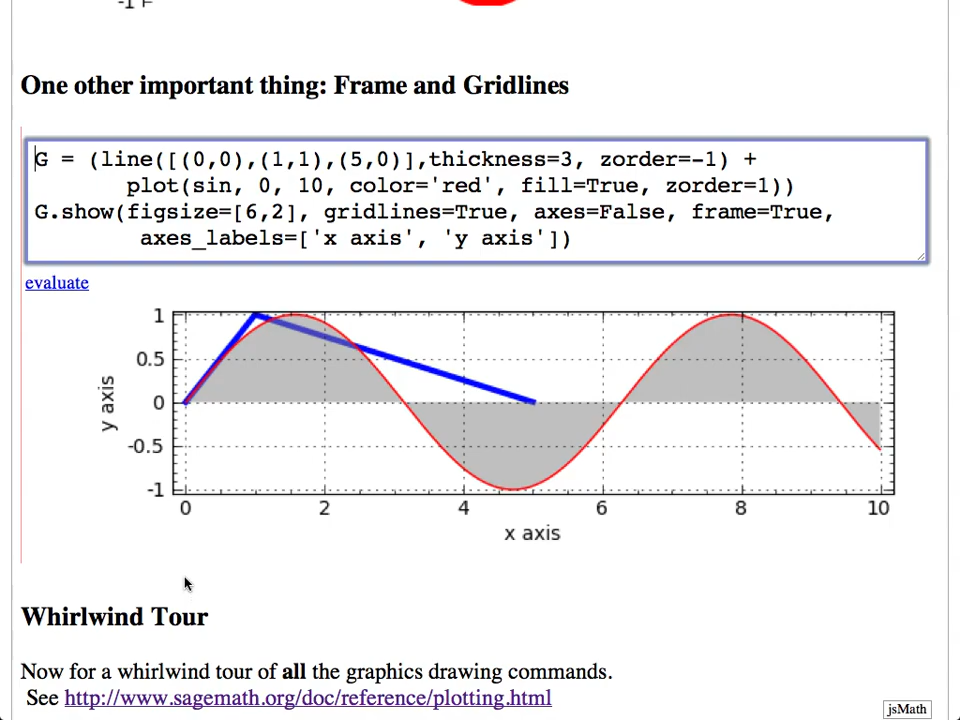 One other important thing: Frame and Gridlines
G = (line([(0,0),(1,1),(5,0)],thickness=3, zorder=-1) +
plot(sin, 0, 10, color='red', fill=True, zorder=1))
G.show(figsize=[6,2], gridlines=True, axes=False, frame=True,
axes_labels=['x axis', 'y axis'])
evaluate
1
0.5
0
-0.5
-1
y axis
0 2 4 6 8 10
x axis
Whirlwind Tour
Now for a whirlwind tour of all the graphics drawing commands.
See http://www.sagemath.org/doc/reference/plotting.html
jsMath